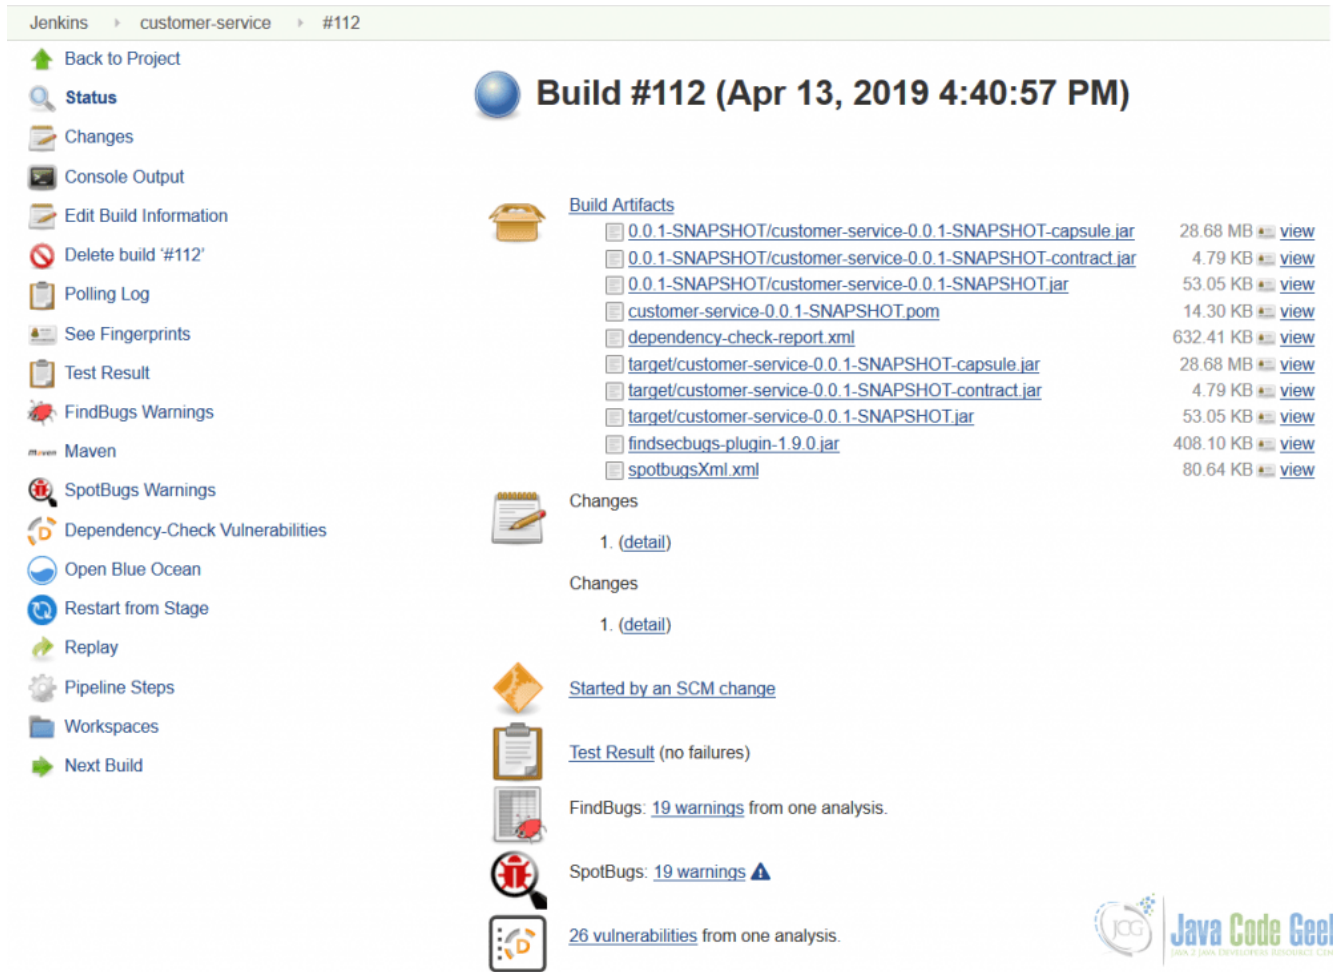 Jenkins customer-service #112
Back to Project
Status
Changes
Console Output
Edit Build Information
Delete build ‘#112’
Polling Log
See Fingerprints
Test Result
FindBugs Warnings
Maven Maven
SpotBugs Warnings
Dependency-Check Vulnerabilities
Open Blue Ocean
Restart from Stage
Replay
Pipeline Steps
Workspaces
Next Build
Build #112 (Apr 13, 2019 4:40:57 PM)
Build Artifacts
0.0.1-SNAPSHOT/customer-service-0.0.1-SNAPSHOT-capsule.jar 28.68 MB view
0.0.1-SNAPSHOT/customer-service-0.0.1-SNAPSHOT-contract.jar 4.79 KB view
0.0.1-SNAPSHOT/customer-service-0.0.1-SNAPSHOT.jar 53.05 KB view
customer-service-0.0.1-SNAPSHOT.pom 14.30 KB view
dependency-check-report.xml 632.41 KB view
target/customer-service-0.0.1-SNAPSHOT-capsule.jar 28.68 MB view
target/customer-service-0.0.1-SNAPSHOT-contract.jar 4.79 KB view
target/customer-service-0.0.1-SNAPSHOT.jar 53.05 KB view
findsecbugs-plugin-1.9.0.jar 408.10 KB view
spotbugsXml.xml 80.64 KB view
Changes
1. (detail)
Changes
1. (detail)
Started by an SCM change
Test Result (no failures)
FindBugs: 19 warnings from one analysis.
SpotBugs: 19 warnings
D 26 vulnerabilities from one analysis.
JCG Java Code Geek
JAVA 2 JAVA DEVELOPERS RESOURCE CEN